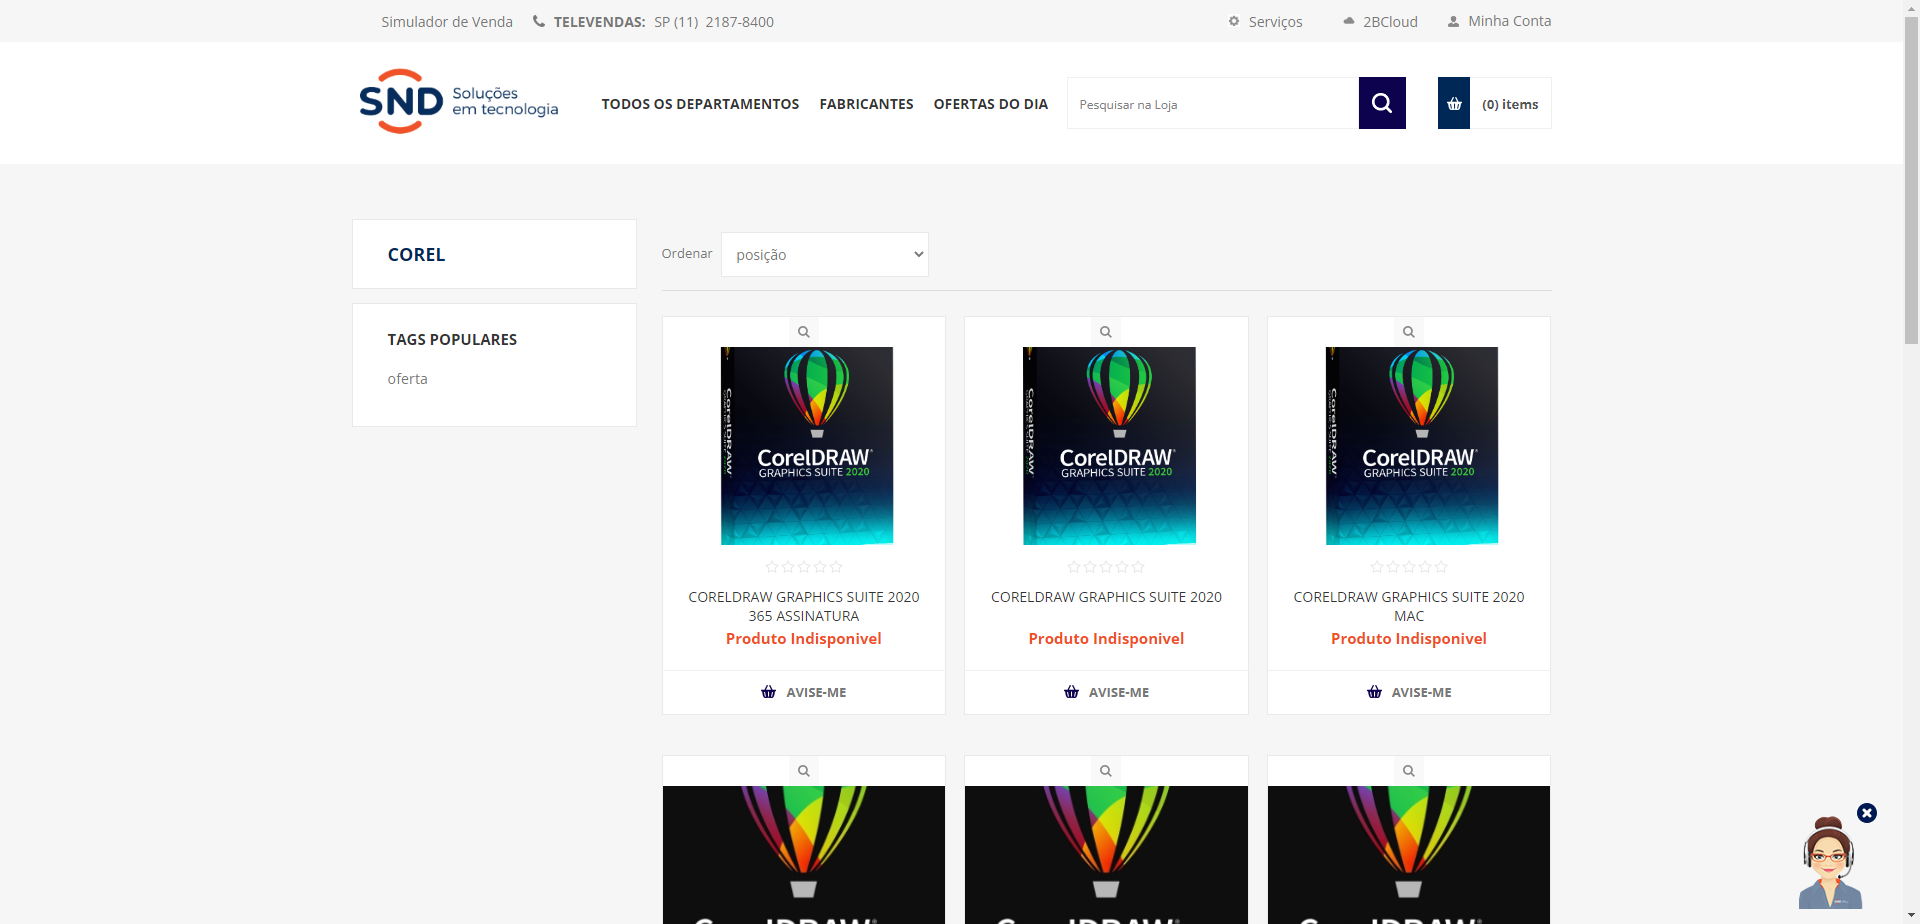 Simulador de Venda
TELEVENDAS: SP (11) 2187-8400
Serviços
2BCloud
Minha Conta
SND Soluções
em tecnologia
TODOS OS DEPARTAMENTOS
FABRICANTES
OFERTAS DO DIA
Pesquisar na Loja
(0) items
COREL
TAGS POPULARES
oferta
Ordenar
posição
CorelDRAW
CorelDRAW
GRAPHICS SUITE 2020
CORELDRAW GRAPHICS SUITE 2020
365 ASSINATURA
Produto Indisponivel
AVISE-ME
CorelDRAW
CorelDRAW
GRAPHICS SUITE 2020
CORELDRAW GRAPHICS SUITE 2020
Produto Indisponivel
AVISE-ME
CorelDRAW
CorelDRAW
GRAPHICS SUITE 2020
CORELDRAW GRAPHICS SUITE 2020
MAC
Produto Indisponivel
AVISE-ME